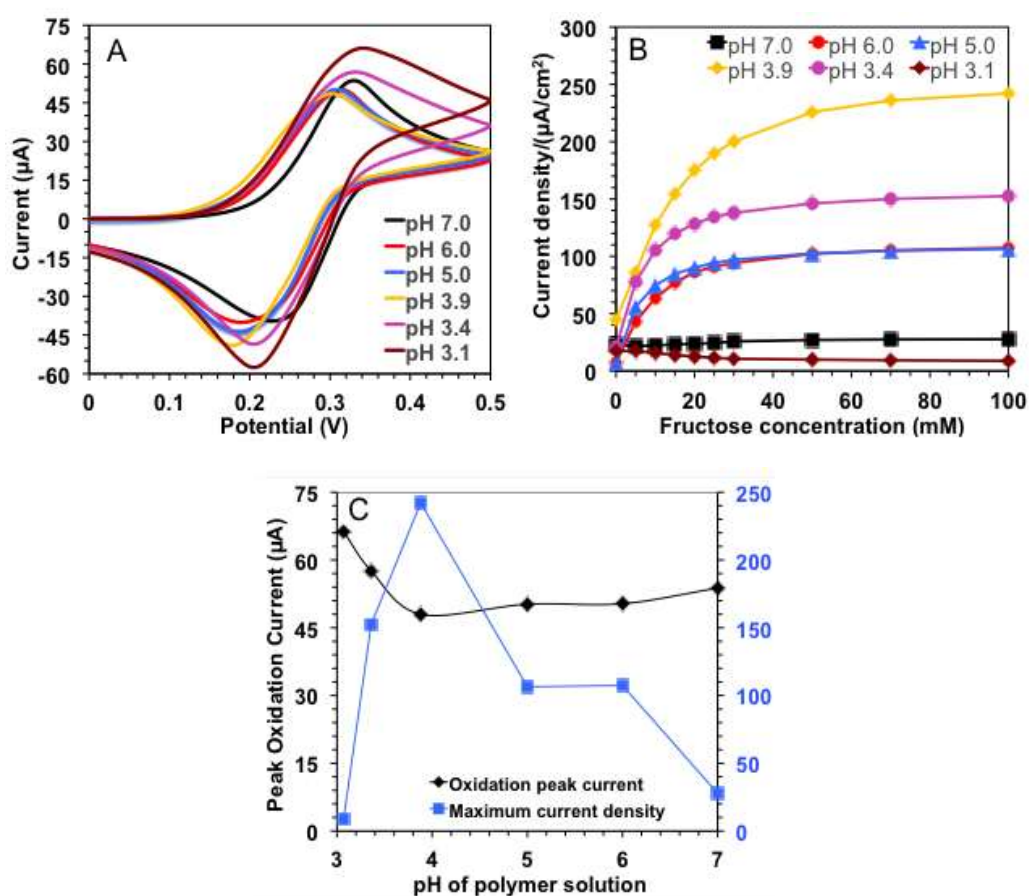 A
75
60
45
30
15
0
-15
-30
-45
-60
Current (µA)
0 0.1 0.2 0.3 0.4 0.5
Potential (V)
pH 7.0
pH 6.0
pH 5.0
pH 3.9
pH 3.4
pH 3.1
B
300
250
200
150
100
50
0
Current density/(µA/cm²)
pH 7.0 pH 6.0 pH 5.0
pH 3.9 pH 3.4 pH 3.1
0 20 40 60 80 100
Fructose concentration (mM)
C
75
60
45
30
15
0
Peak Oxidation Current (µA)
250
200
150
100
50
0
Oxidation peak current
Maximum current density
3 4 5 6 7
pH of polymer solution